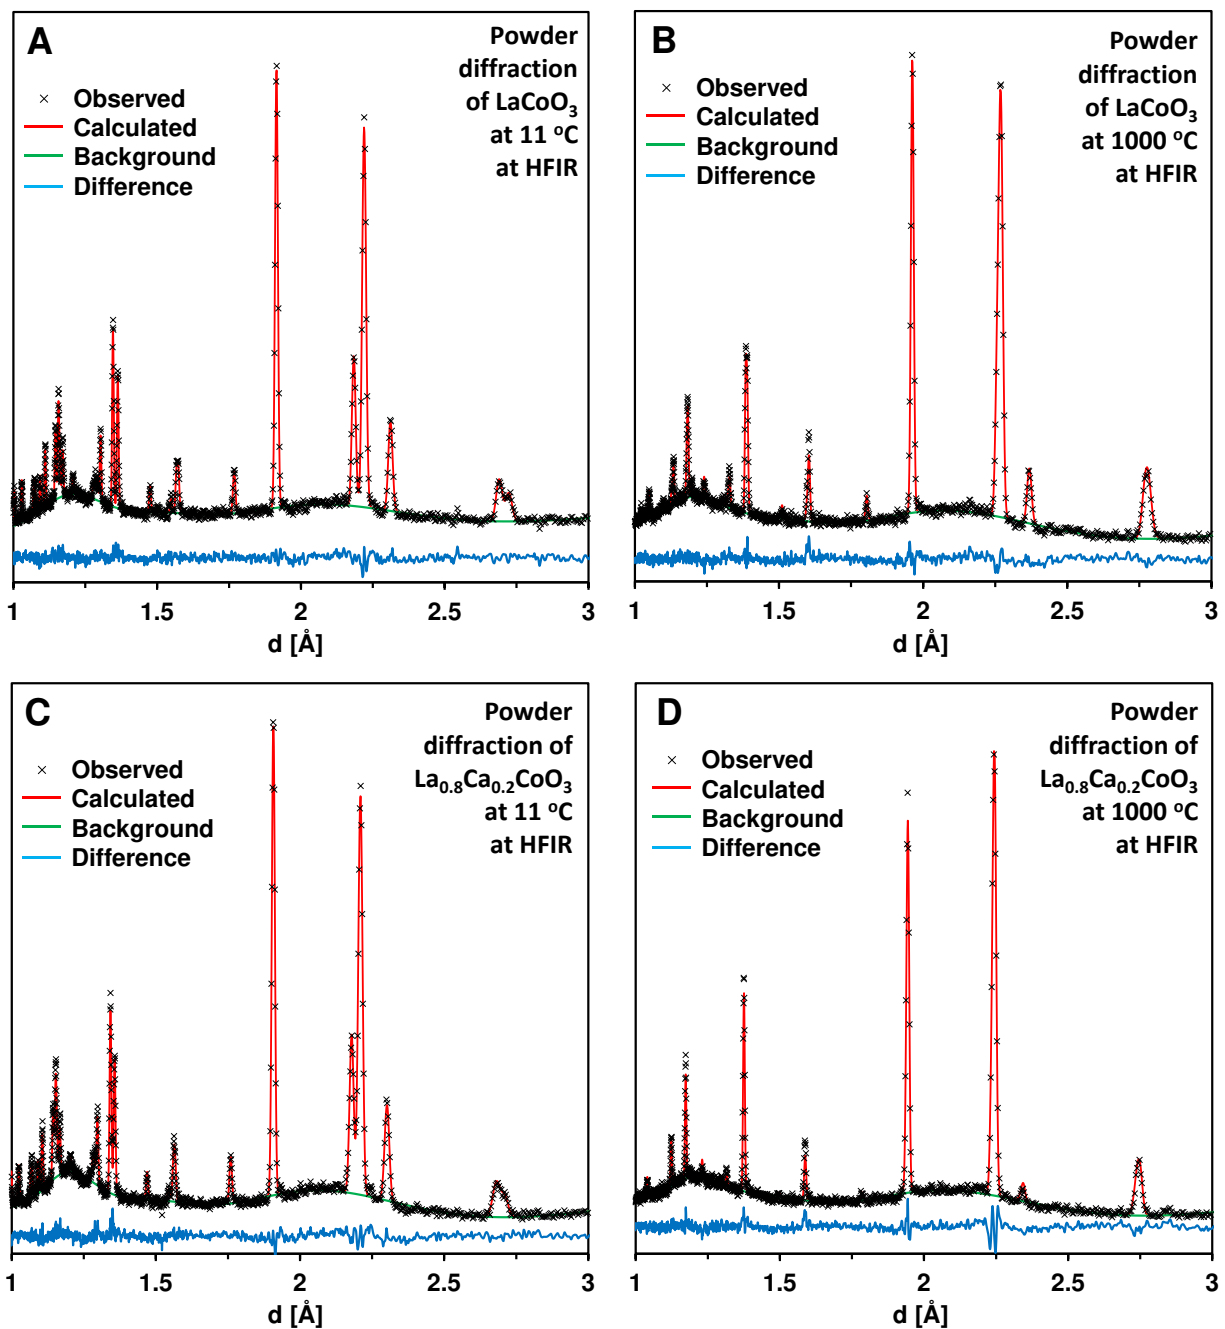 A
Powder
diffraction
of LaCoO3
at 11 ºC
at HFIR
× Observed
Calculated
Background
Difference
1 1.5 2 2.5 3
d [Å]
B
Powder
diffraction
of LaCoO3
at 1000 ºC
at HFIR
× Observed
Calculated
Background
Difference
1 1.5 2 2.5 3
d [Å]
C
Powder
diffraction of
La0.8Ca0.2CoO3
at 11 ºC
at HFIR
× Observed
Calculated
Background
Difference
1 1.5 2 2.5 3
d [Å]
D
Powder
diffraction of
La0.8Ca0.2CoO3
at 1000 ºC
at HFIR
× Observed
Calculated
Background
Difference
1 1.5 2 2.5 3
d [Å]